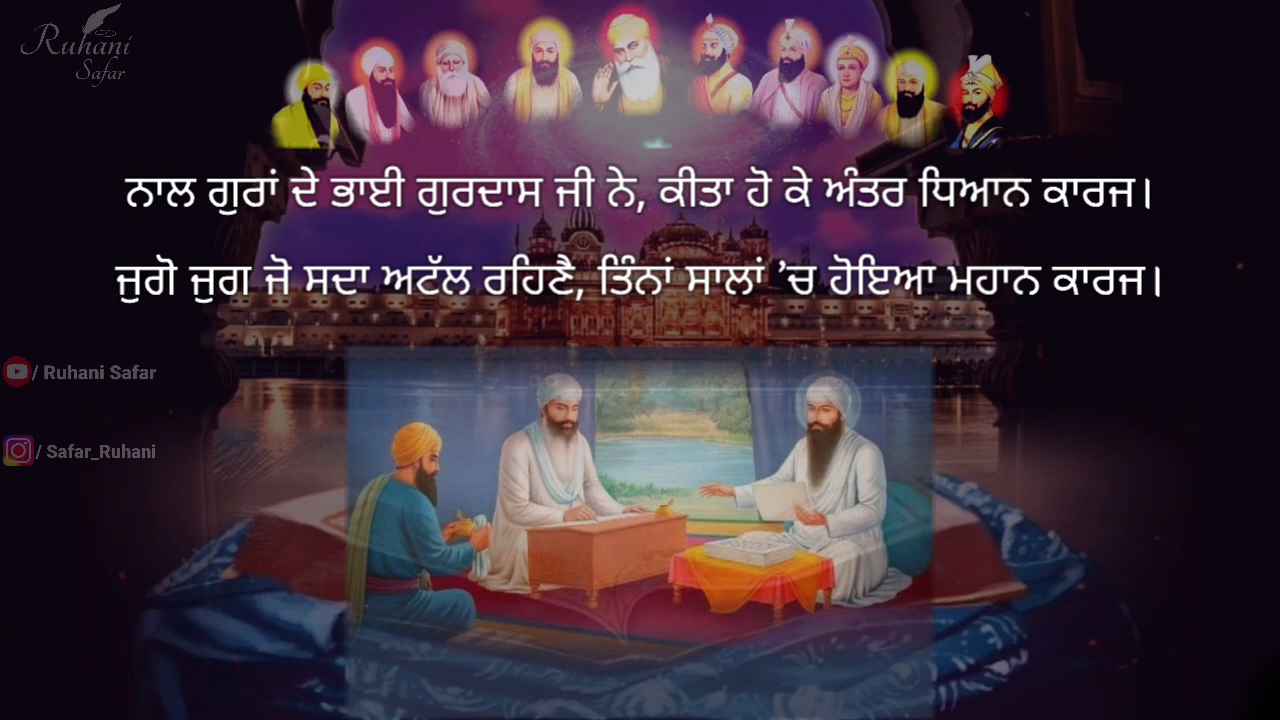 Ruhani
Safar
ਨਾਲ ਗੁਰਾਂ ਦੇ ਭਾਈ ਗੁਰਦਾਸ ਜੀ ਨੇ, ਕੀਤਾ ਹੋ ਕੇ ਅੰਤਰ ਧਿਆਨ ਕਾਰਜ।
ਜੁਗੋ ਜੁਗ ਜੋ ਸਦਾ ਅਟੱਲ ਰਹਿਣੈ, ਤਿੰਨਾਂ ਸਾਲਾਂ ’ਚ ਹੋਇਆ ਮਹਾਨ ਕਾਰਜ।
/ Ruhani Safar
/ Safar_Ruhani